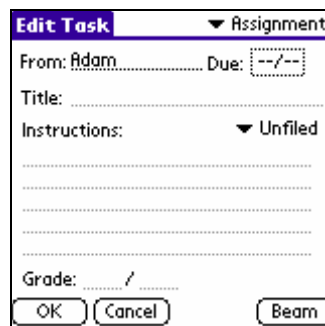 Edit Task Assignment
From: Adam Due: --/--
Title:
Instructions: Unfiled
Grade: /
OK Cancel Beam